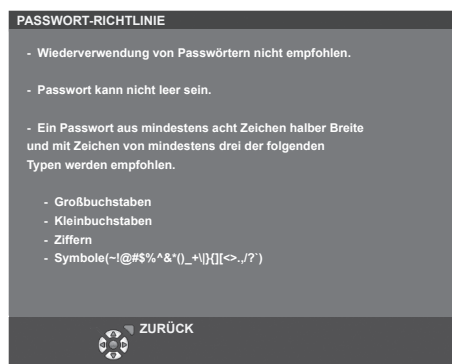 PASSWORT-RICHTLINIE
- Wiederverwendung von Passwörtern nicht empfohlen.
- Passwort kann nicht leer sein.
- Ein Passwort aus mindestens acht Zeichen halber Breite
und mit Zeichen von mindestens drei der folgenden
Typen werden empfohlen.
- Großbuchstaben
- Kleinbuchstaben
- Ziffern
- Symbole(~!@#$%^&*()_+\|}{][<>.,/?`)
ZURÜCK